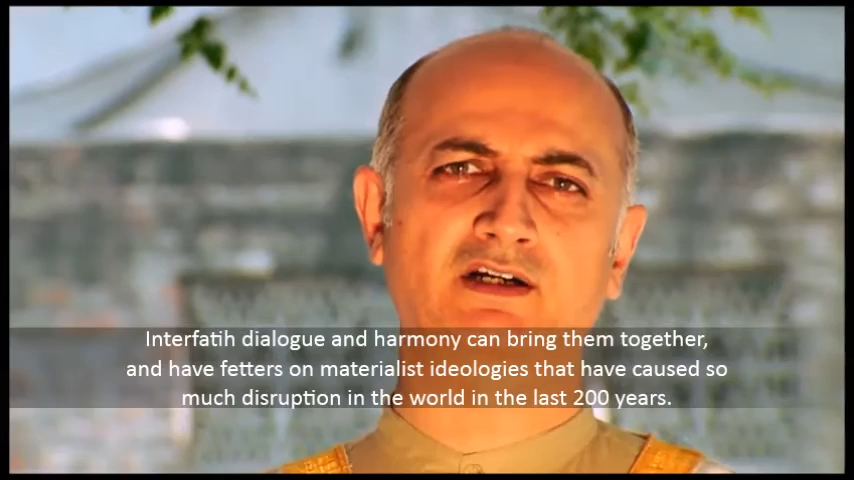 Interfatih dialogue and harmony can bring them together,
and have fetters on materialist ideologies that have caused so
much disruption in the world in the last 200 years.